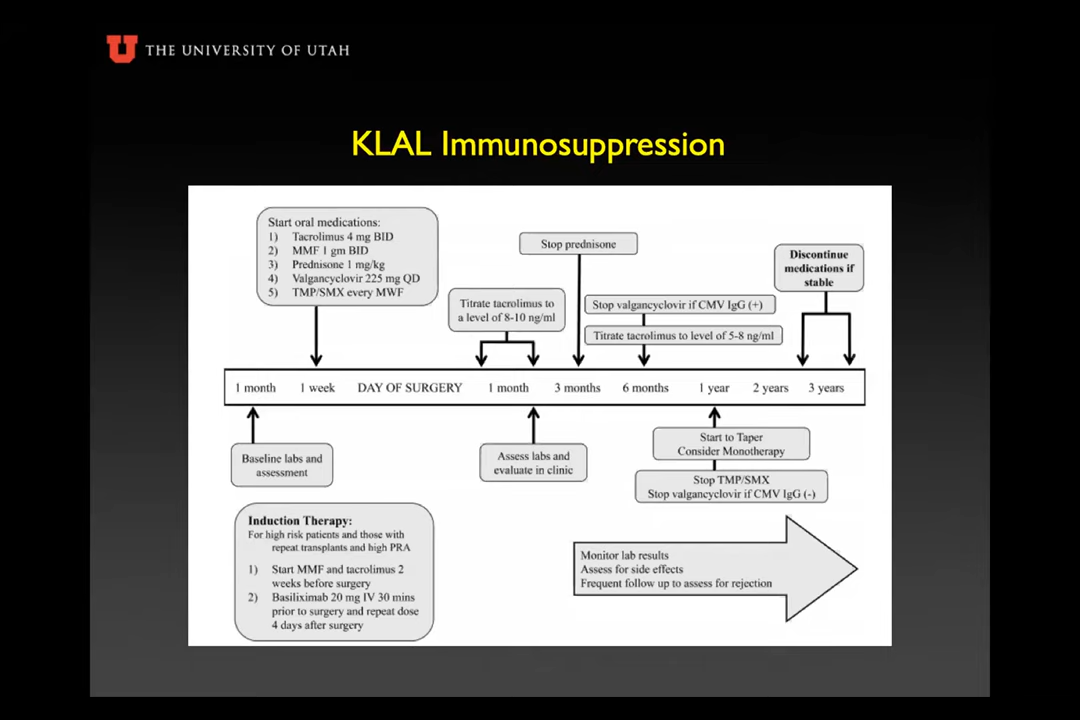 THE UNIVERSITY OF UTAH
KLAL Immunosuppression
Start oral medications:
1) Tacrolimus 4 mg BID
2) MMF 1 gm BID
3) Prednisone 1 mg/kg
4) Valgancyclovir 225 mg QD
5) TMP/SMX every MWF
Titrate tacrolimus to
a level of 8-10 ng/ml
Stop prednisone
Stop valgancyclovir if CMV IgG (+)
Titrate tacrolimus to level of 5-8 ng/ml
Discontinue
medications if
stable
1 month 1 week DAY OF SURGERY 1 month 3 months 6 months 1 year 2 years 3 years
Baseline labs and
assessment
Assess labs and
evaluate in clinic
Start to Taper
Consider Monotherapy
Stop TMP/SMX
Stop valgancyclovir if CMV IgG (-)
Induction Therapy:
For high risk patients and those with
repeat transplants and high PRA
1) Start MMF and tacrolimus 2
weeks before surgery
2) Basiliximab 20 mg IV 30 mins
prior to surgery and repeat dose
4 days after surgery
Monitor lab results
Assess for side effects
Frequent follow up to assess for rejection